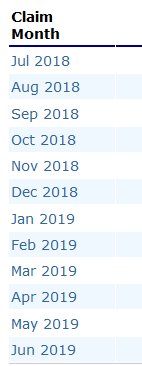 Claim
Month
Jul 2018
Aug 2018
Sep 2018
Oct 2018
Nov 2018
Dec 2018
Jan 2019
Feb 2019
Mar 2019
Apr 2019
May 2019
Jun 2019